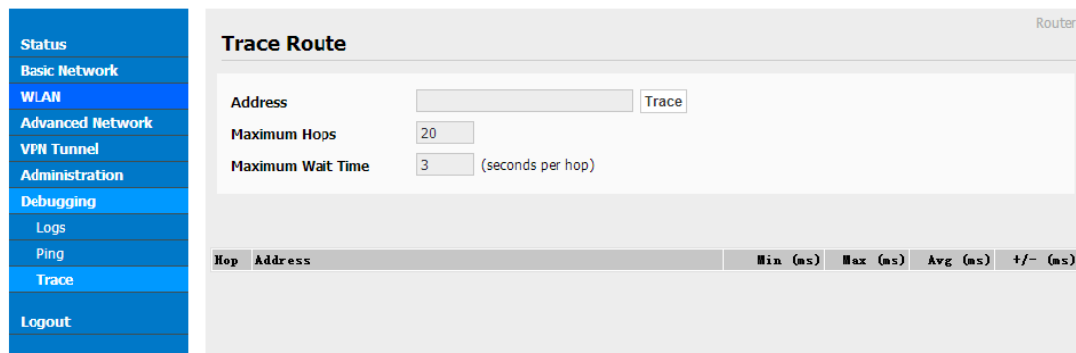 Status
Basic Network
WLAN
Advanced Network
VPN Tunnel
Administration
Debugging
Logs
Ping
Trace
Logout
Router
Trace Route
Address Trace
Maximum Hops 20
Maximum Wait Time 3 (seconds per hop)
Hop Address Min (ms) Max (ms) Avg (ms) +/- (ms)